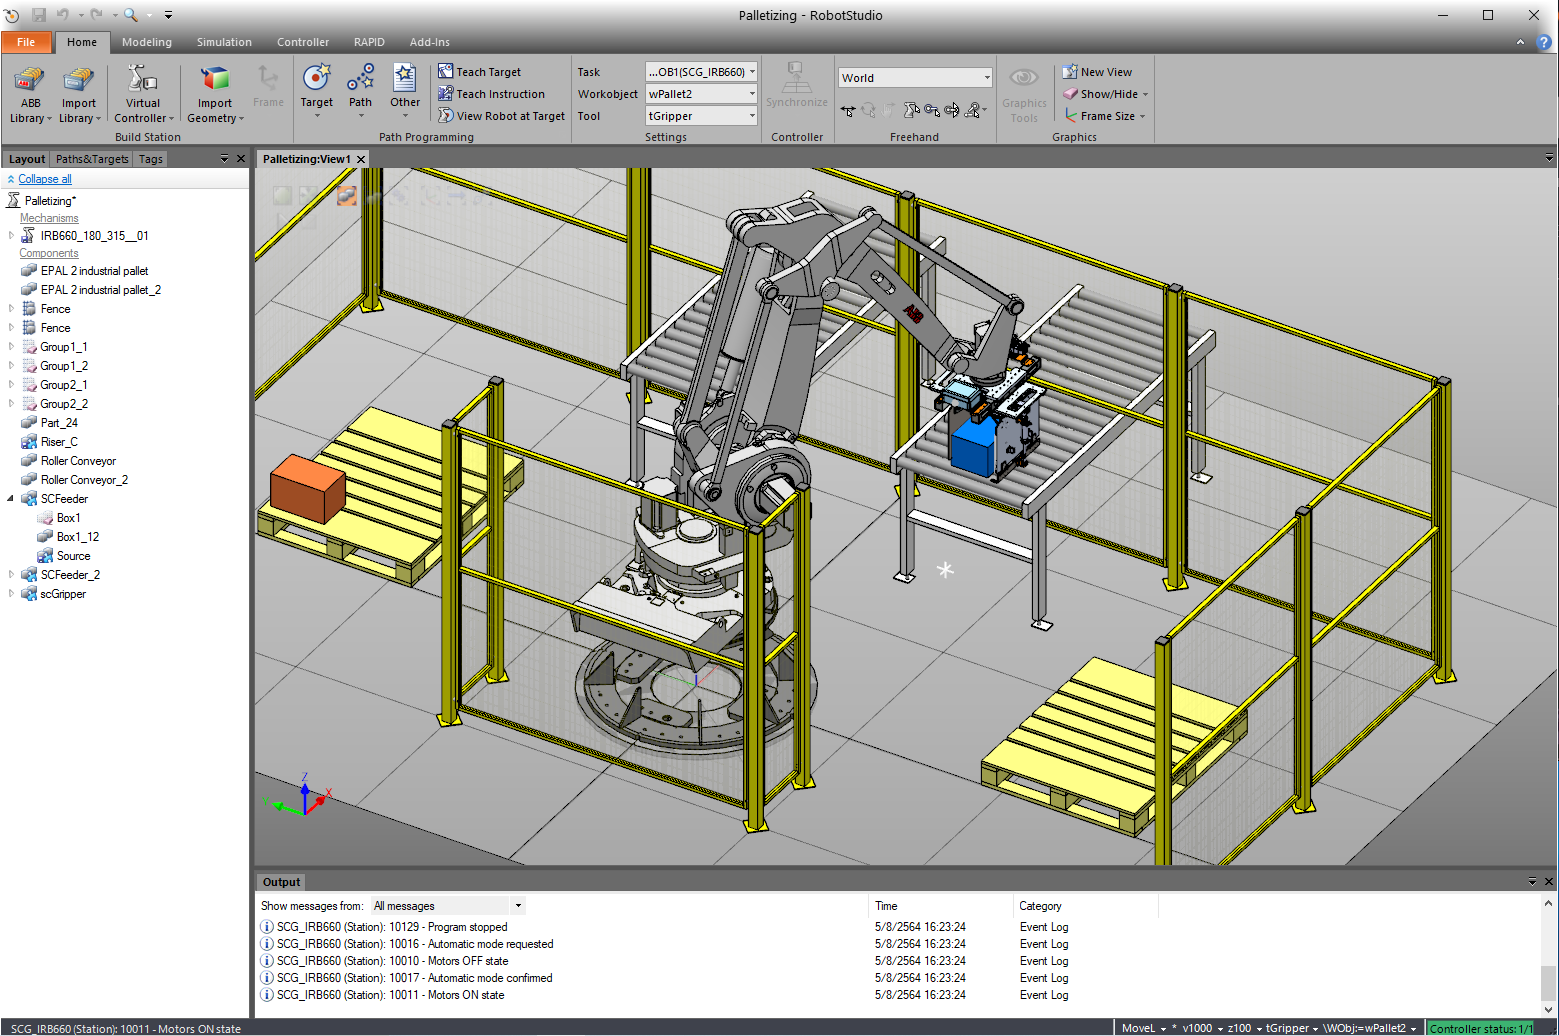 Palletizing - RobotStudio
File Home Modeling Simulation Controller RAPID Add-Ins
ABB Library
Import Library
Virtual Controller
Import Geometry
Frame
Build Station
Target
Path
Other
Teach Target
Teach Instruction
View Robot at Target
Path Programming
Task ...OB1(SCG_IRB660)
Workobject wPallet2
Tool tGripper
Settings
Synchronize
Controller
World
Freehand
Graphics Tools
New View
Show/Hide
Frame Size
Graphics
Layout Paths&Targets Tags
Collapse all
Palletizing*
Mechanisms
IRB660_180_315__01
Components
EPAL 2 industrial pallet
EPAL 2 industrial pallet_2
Fence
Fence
Group1_1
Group1_2
Group2_1
Group2_2
Part_24
Riser_C
Roller Conveyor
Roller Conveyor_2
SCFeeder
Box1
Box1_12
Source
SCFeeder_2
scGripper
Palletizing:View1
ABB
Z
X
Output
Show messages from: All messages Time Category
SCG_IRB660 (Station): 10129 - Program stopped 5/8/2564 16:23:24 Event Log
SCG_IRB660 (Station): 10016 - Automatic mode requested 5/8/2564 16:23:24 Event Log
SCG_IRB660 (Station): 10010 - Motors OFF state 5/8/2564 16:23:24 Event Log
SCG_IRB660 (Station): 10017 - Automatic mode confirmed 5/8/2564 16:23:24 Event Log
SCG_IRB660 (Station): 10011 - Motors ON state 5/8/2564 16:23:24 Event Log
SCG_IRB660 (Station): 10011 - Motors ON state MoveL * v1000 z100 tGripper \WObj:=wPallet2 Controller status: 1/1